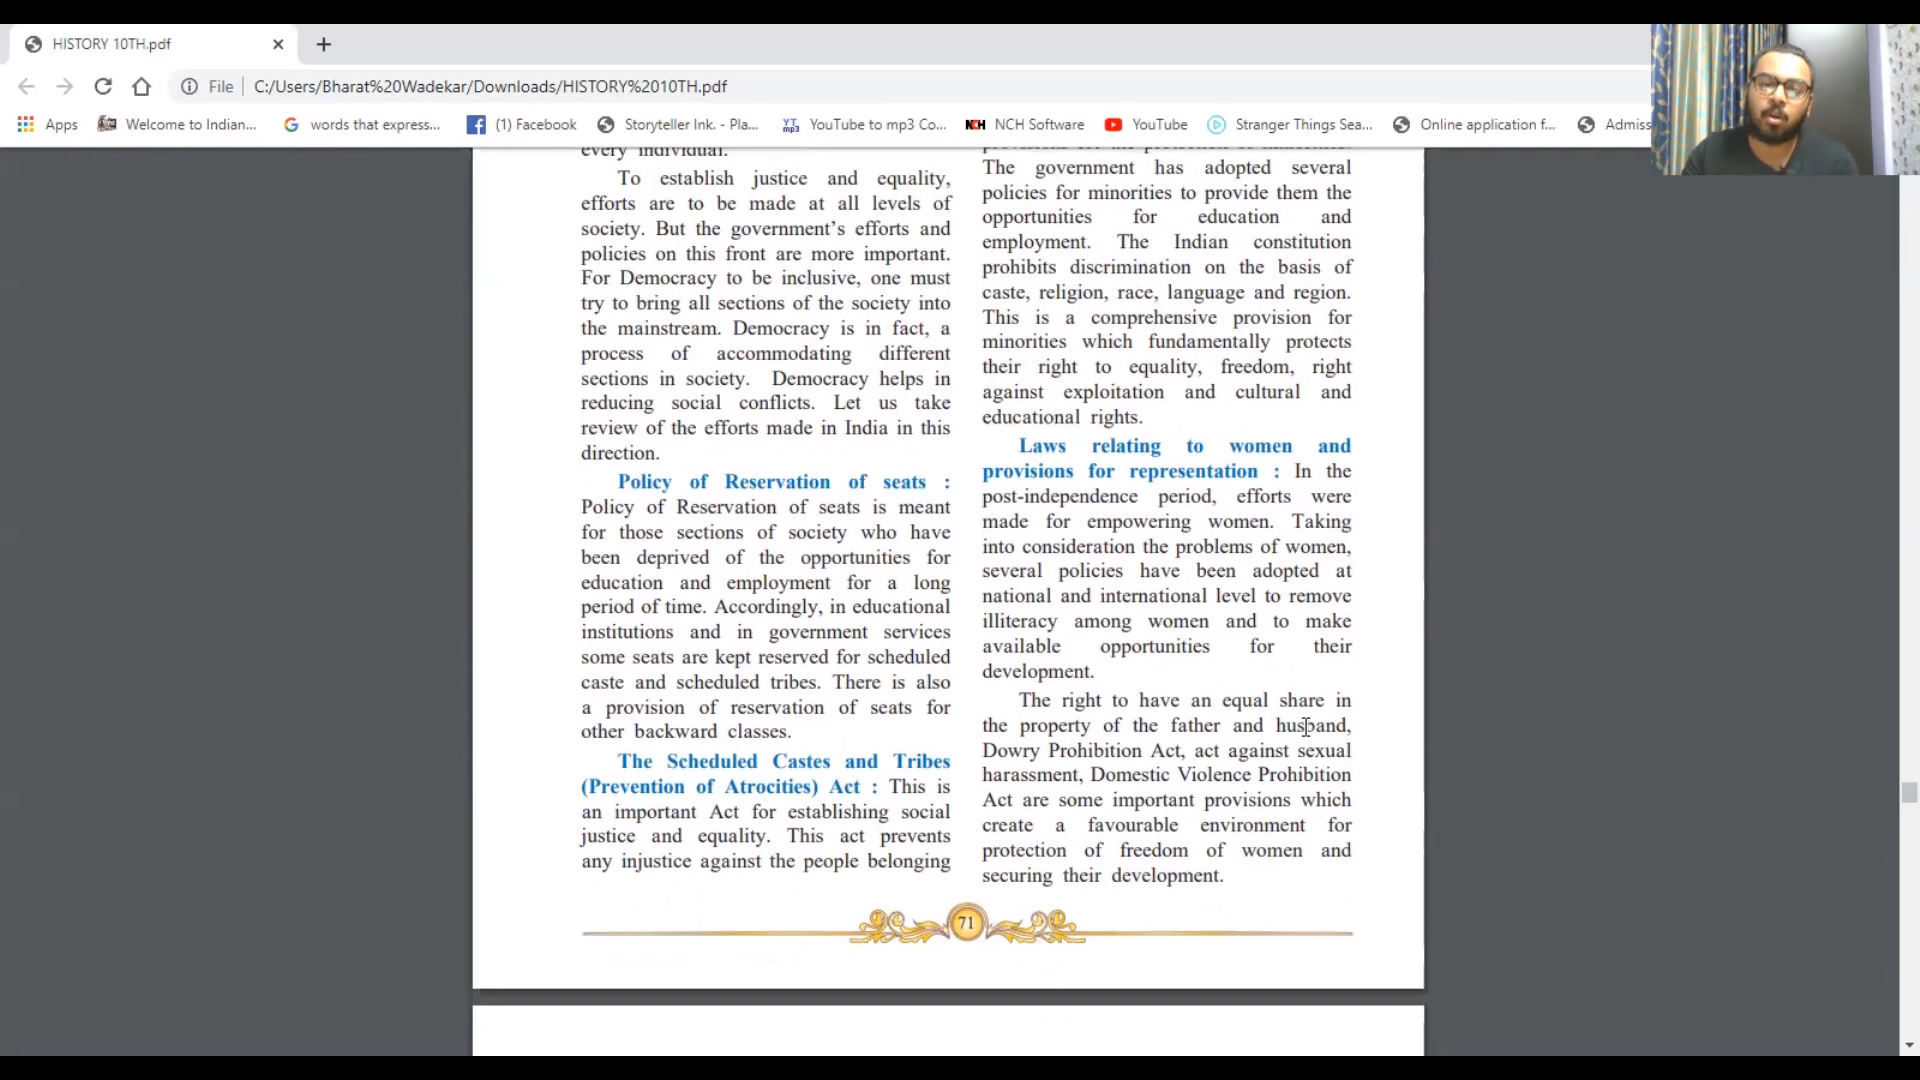 HISTORY 10TH.pdf
File
C:/Users/Bharat%20Wadekar/Downloads/HISTORY%2010TH.pdf
Apps
Welcome to Indian...
words that express...
(1) Facebook
Storyteller Ink. - Pla...
YouTube to mp3 Co...
NCH Software
YouTube
Stranger Things Sea...
Online application f...
Admiss
every individual.
To establish justice and equality,
efforts are to be made at all levels of
society. But the government's efforts and
policies on this front are more important.
For Democracy to be inclusive, one must
try to bring all sections of the society into
the mainstream. Democracy is in fact, a
process of accommodating different
sections in society. Democracy helps in
reducing social conflicts. Let us take
review of the efforts made in India in this
direction.
Policy of Reservation of seats :
Policy of Reservation of seats is meant
for those sections of society who have
been deprived of the opportunities for
education and employment for a long
period of time. Accordingly, in educational
institutions and in government services
some seats are kept reserved for scheduled
caste and scheduled tribes. There is also
a provision of reservation of seats for
other backward classes.
The Scheduled Castes and Tribes
(Prevention of Atrocities) Act : This is
an important Act for establishing social
justice and equality. This act prevents
any injustice against the people belonging
The government has adopted several
policies for minorities to provide them the
opportunities for education and
employment. The Indian constitution
prohibits discrimination on the basis of
caste, religion, race, language and region.
This is a comprehensive provision for
minorities which fundamentally protects
their right to equality, freedom, right
against exploitation and cultural and
educational rights.
Laws relating to women and
provisions for representation : In the
post-independence period, efforts were
made for empowering women. Taking
into consideration the problems of women,
several policies have been adopted at
national and international level to remove
illiteracy among women and to make
available opportunities for their
development.
The right to have an equal share in
the property of the father and husband,
Dowry Prohibition Act, act against sexual
harassment, Domestic Violence Prohibition
Act are some important provisions which
create a favourable environment for
protection of freedom of women and
securing their development.
71